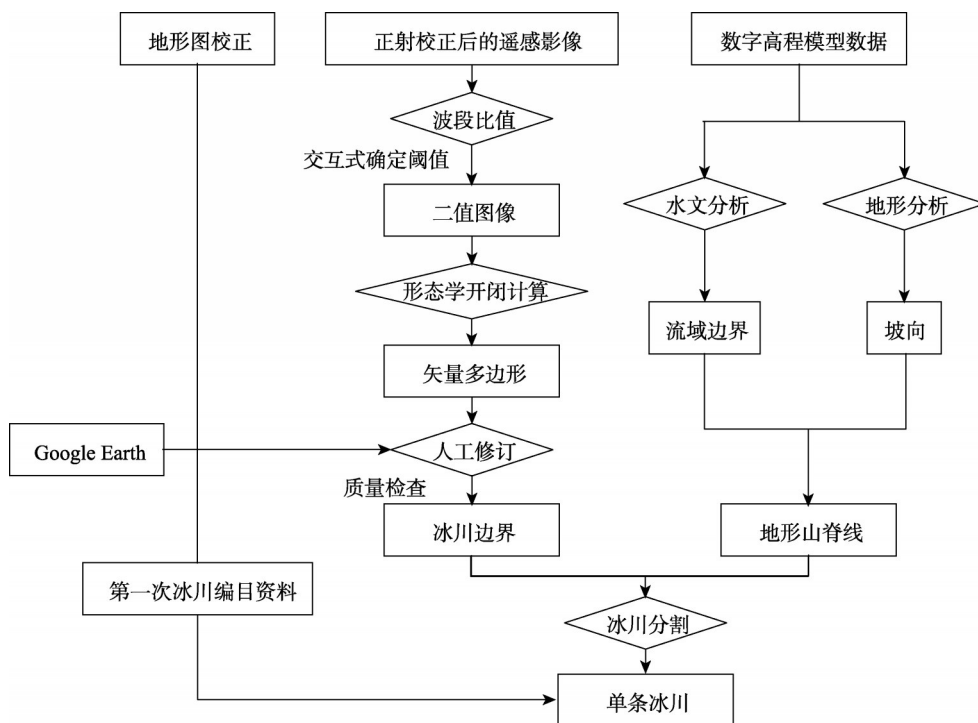 地形图校正
正射校正后的遥感影像
数字高程模型数据
波段比值
交互式确定阈值
二值图像
水文分析
地形分析
形态学开闭计算
流域边界
坡向
矢量多边形
Google Earth
人工修订
质量检查
冰川边界
地形山脊线
第一次冰川编目资料
冰川分割
单条冰川